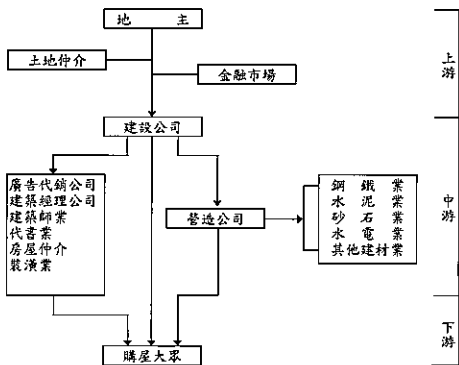 地 主
土地仲介
金融市場
上游
建設公司
廣告代銷公司
建築經理公司
建築師業
代書業
房屋仲介
裝潢業
營造公司
鋼鐵業
水泥業
砂石業
水電業
其他建材業
中游
購屋大眾
下游